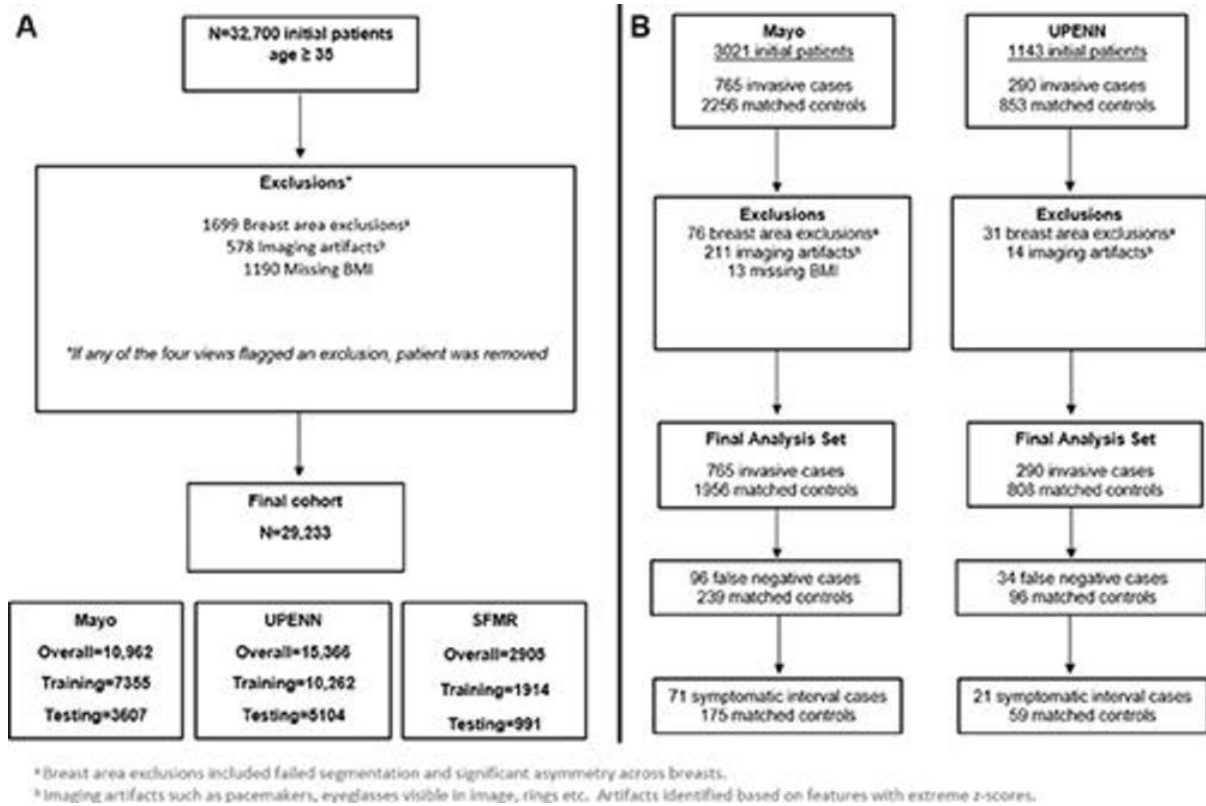 A
N=32,700 initial patients
age ≥ 35
Exclusions*
1699 Breast area exclusionsᵃ
578 Imaging artifactsᵇ
1190 Missing BMI
*If any of the four views flagged an exclusion, patient was removed
Final cohort
N=29,233
Mayo
Overall=10,962
Training=7355
Testing=3607
UPENN
Overall=15,366
Training=10,262
Testing=5104
SFMR
Overall=2905
Training=1914
Testing=991
B
Mayo
3021 initial patients
765 invasive cases
2256 matched controls
Exclusions
76 breast area exclusionsᵃ
211 imaging artifactsᵇ
13 missing BMI
Final Analysis Set
765 invasive cases
1956 matched controls
96 false negative cases
239 matched controls
71 symptomatic interval cases
175 matched controls
UPENN
1143 initial patients
290 invasive cases
853 matched controls
Exclusions
31 breast area exclusionsᵃ
14 imaging artifactsᵇ
Final Analysis Set
290 invasive cases
808 matched controls
34 false negative cases
96 matched controls
21 symptomatic interval cases
59 matched controls
ᵃ Breast area exclusions included failed segmentation and significant asymmetry across breasts.
ᵇ Imaging artifacts such as pacemakers, eyeglasses visible in image, rings etc. Artifacts identified based on features with extreme z-scores.